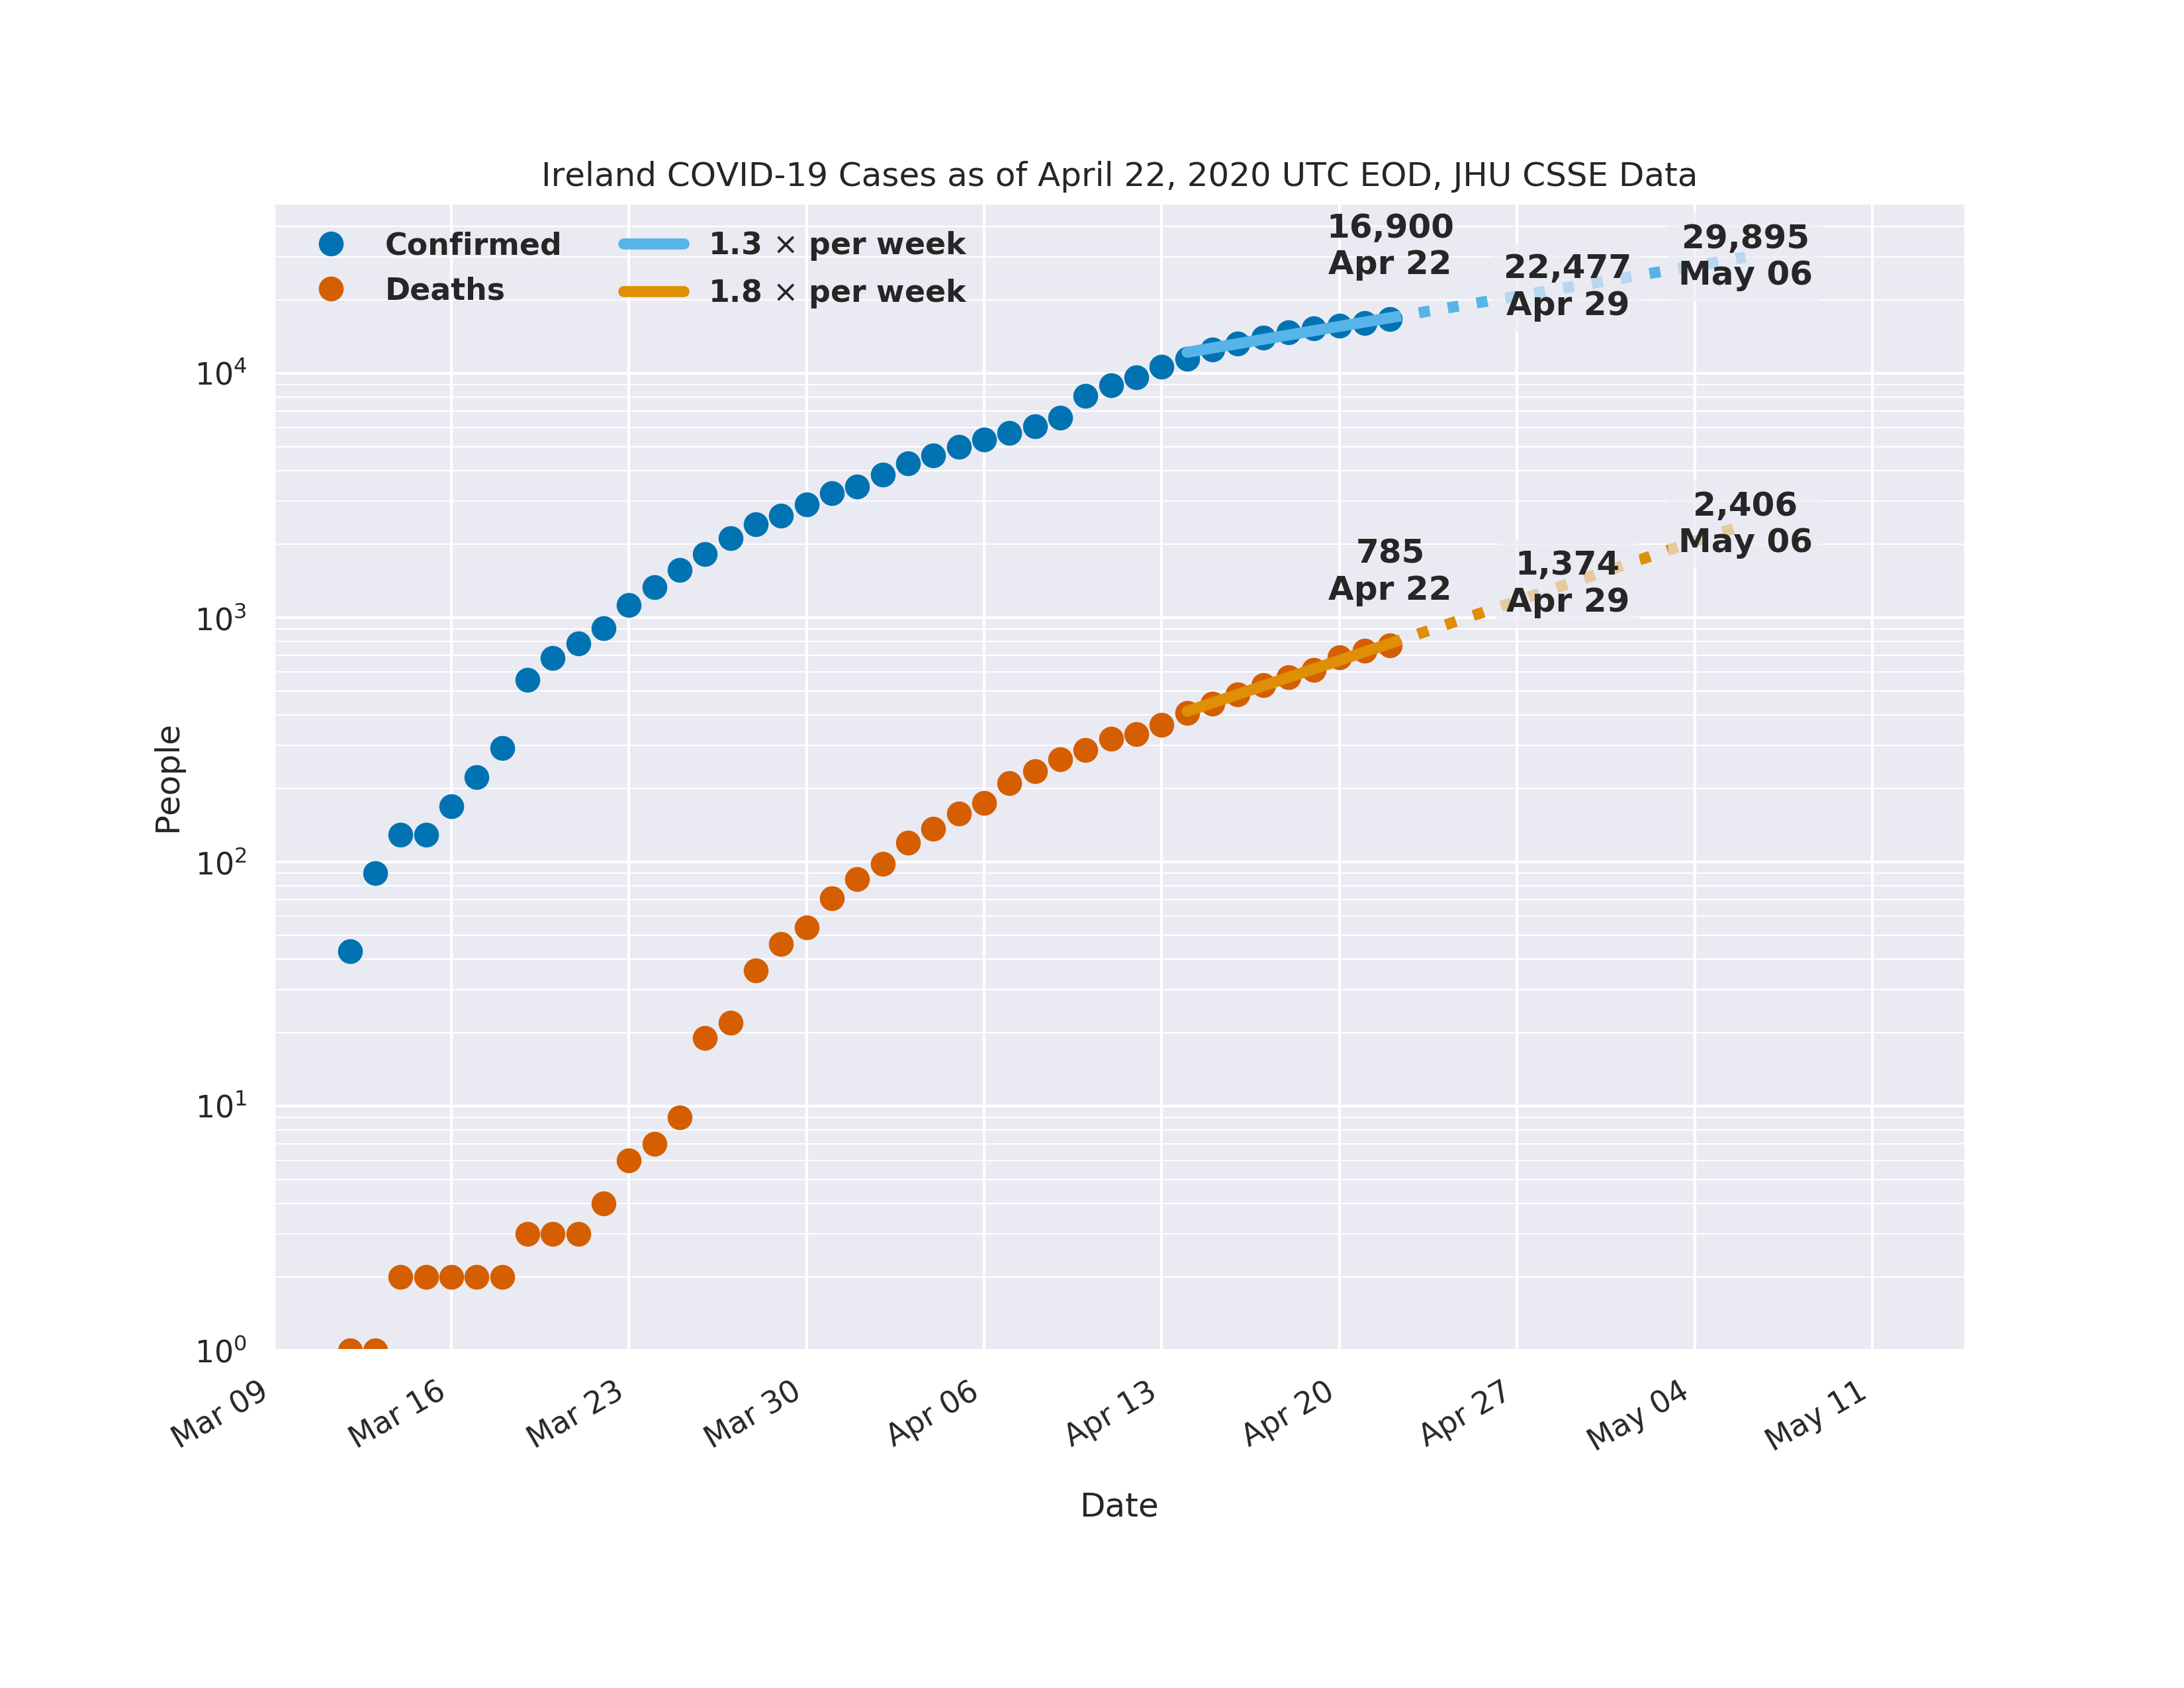 Ireland COVID-19 Cases as of April 22, 2020 UTC EOD, JHU CSSE Data
Confirmed
Deaths
1.3 × per week
1.8 × per week
16,900
Apr 22
22,477
Apr 29
29,895
May 06
785
Apr 22
1,374
Apr 29
2,406
May 06
People
10⁴
10³
10²
10¹
10⁰
Mar 09
Mar 16
Mar 23
Mar 30
Apr 06
Apr 13
Apr 20
Apr 27
May 04
May 11
Date